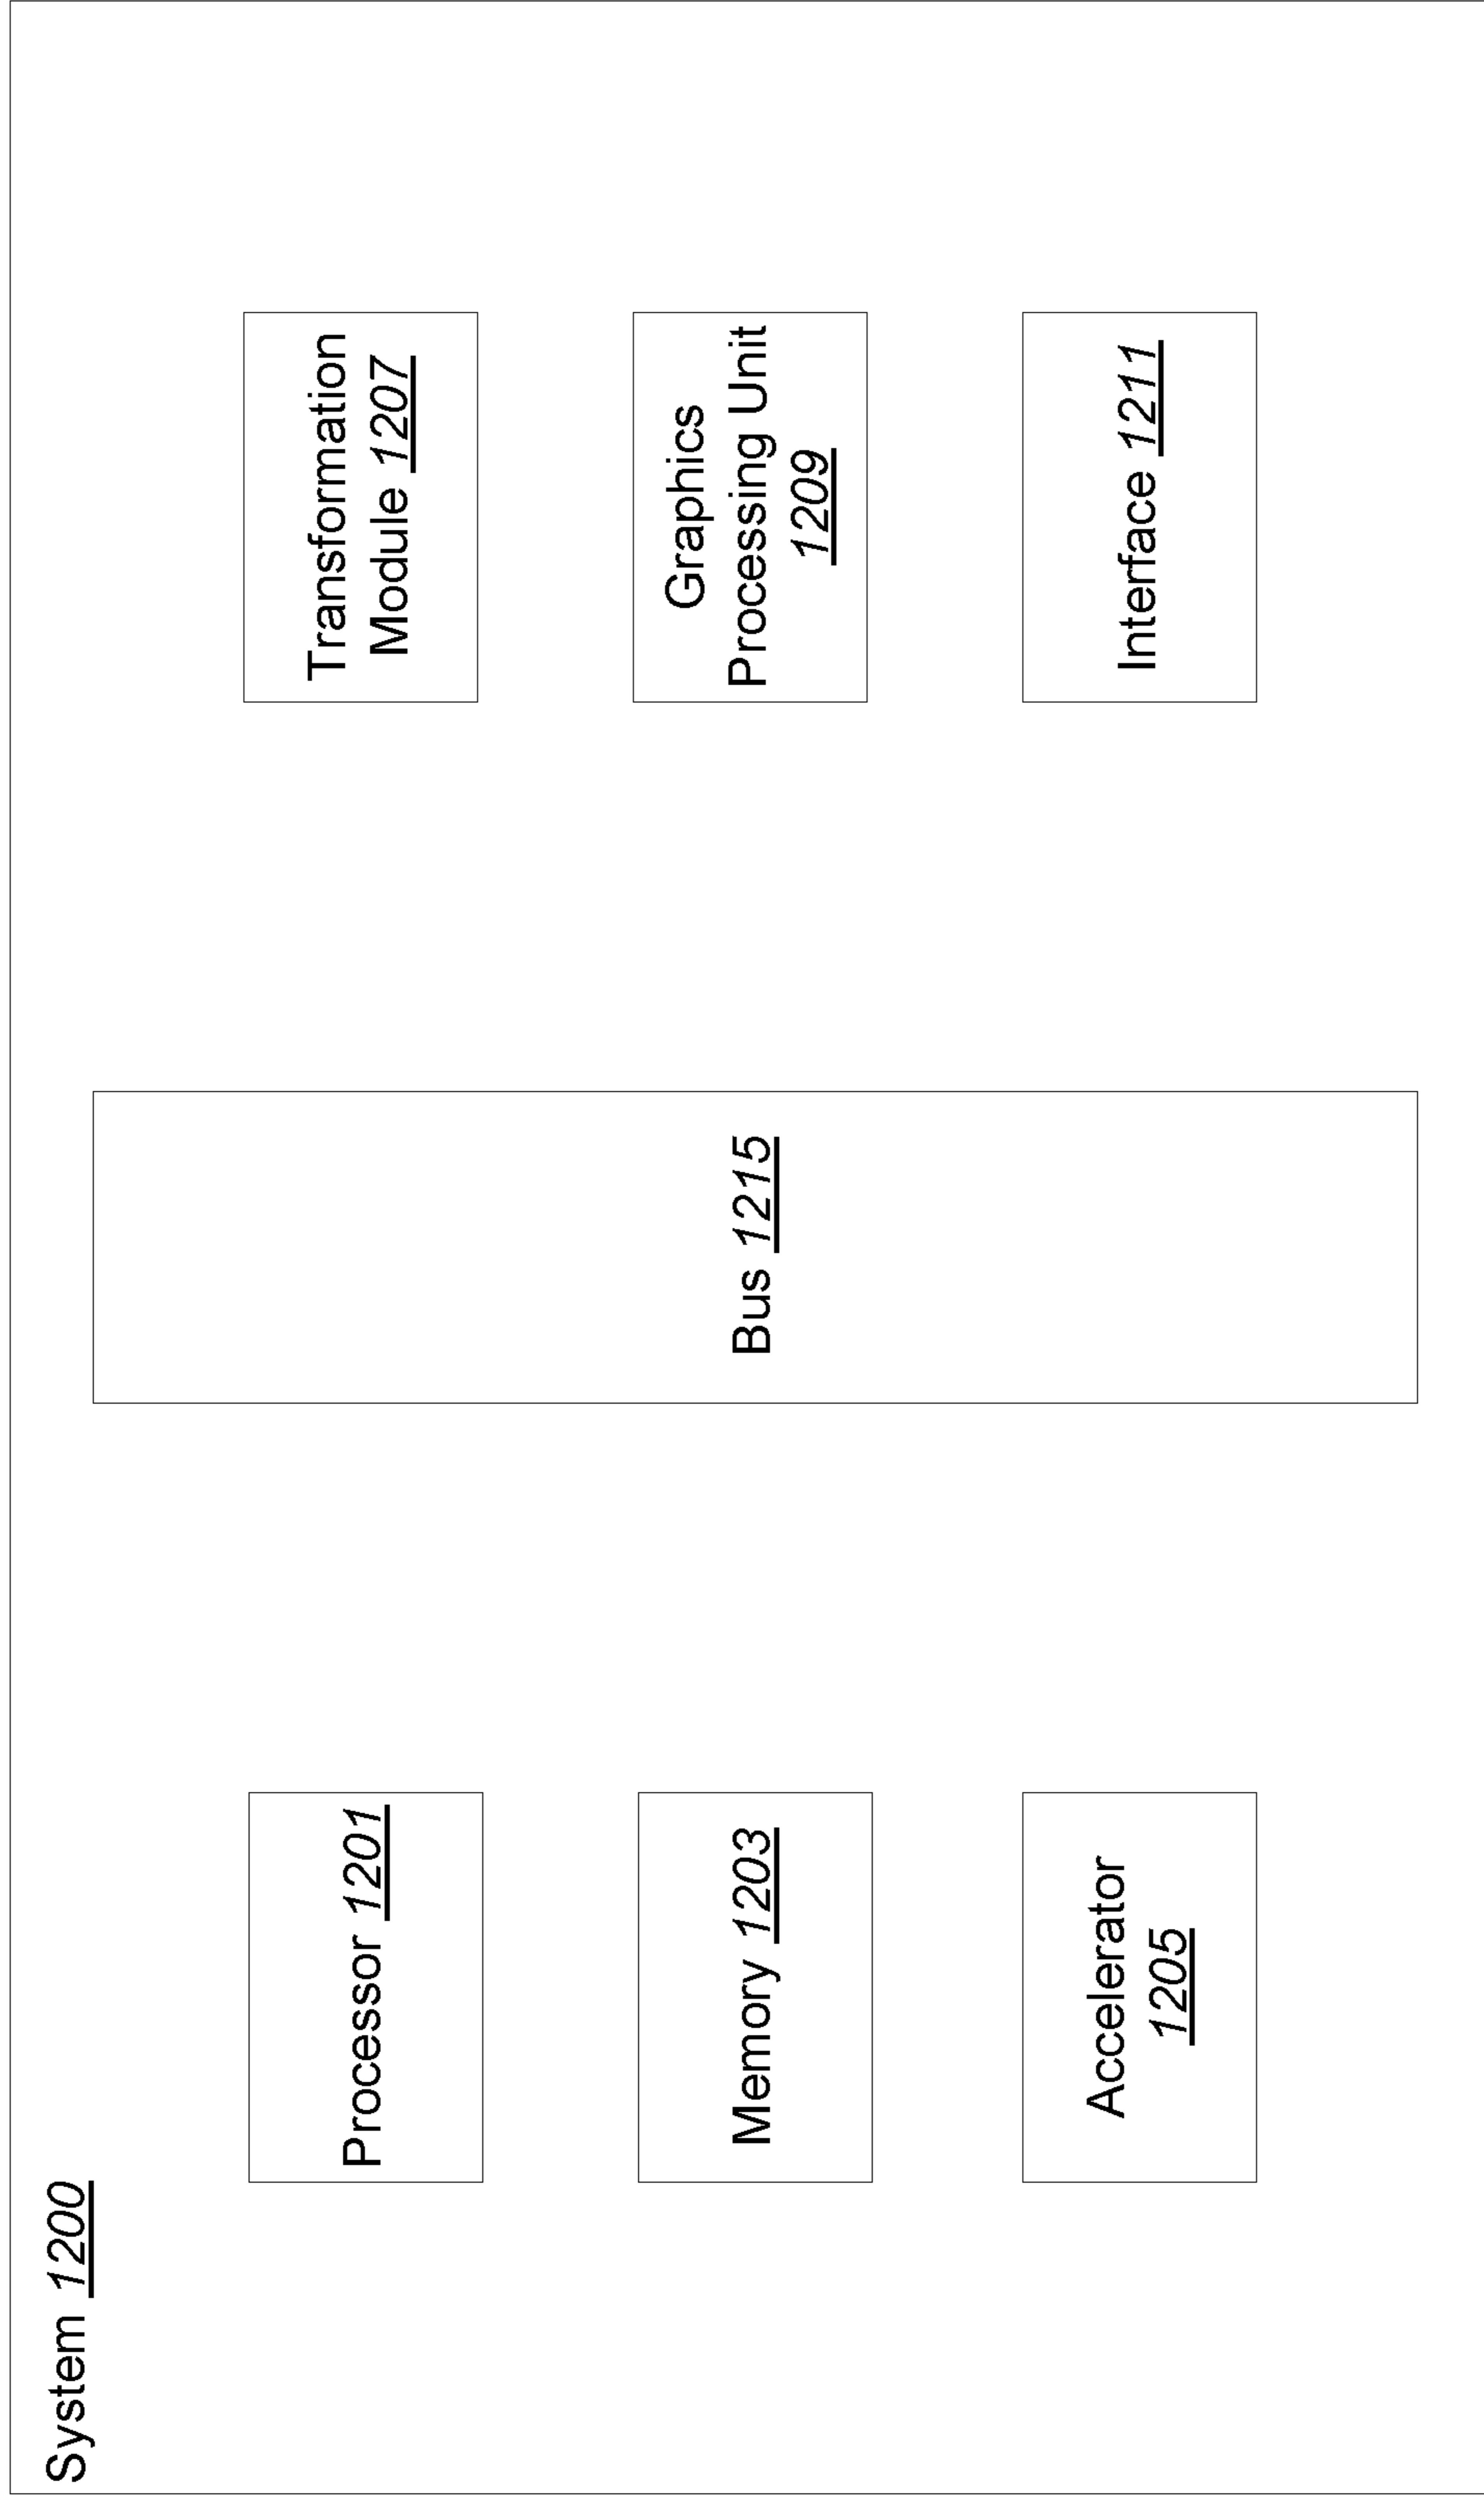 System 1200
Processor 1201
Memory 1203
Accelerator
1205
Bus 1215
Transformation
Module 1207
Graphics
Processing Unit
1209
Interface 1211